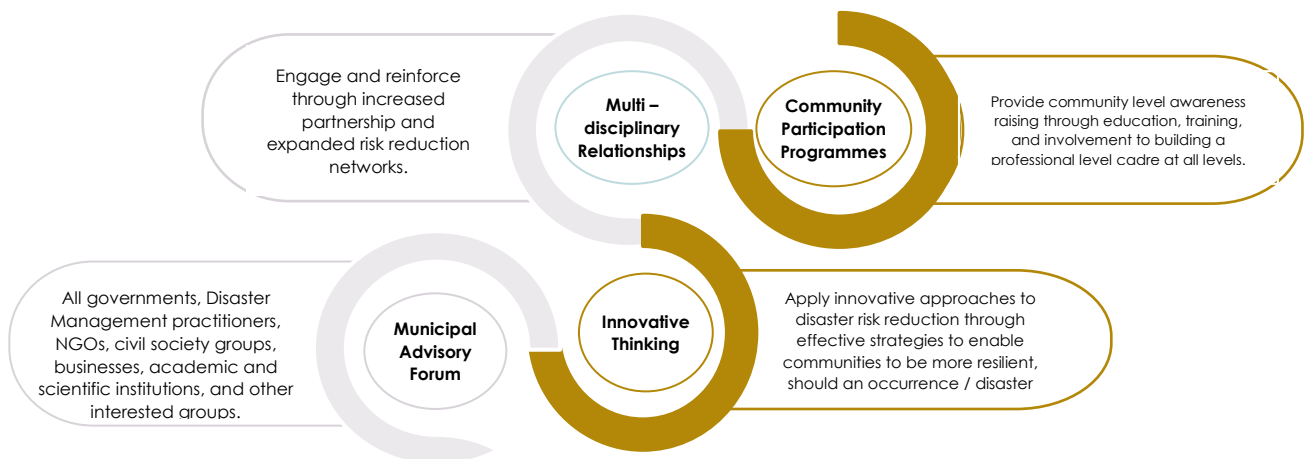 Engage and reinforce
through increased
partnership and
expanded risk reduction
networks.
Multi –
disciplinary
Relationships
Community
Participation
Programmes
Provide community level awareness
raising through education, training,
and involvement to building a
professional level cadre at all levels.
All governments, Disaster
Management practitioners,
NGOs, civil society groups,
businesses, academic and
scientific institutions, and other
interested groups.
Municipal
Advisory
Forum
Innovative
Thinking
Apply innovative approaches to
disaster risk reduction through
effective strategies to enable
communities to be more resilient,
should an occurrence / disaster